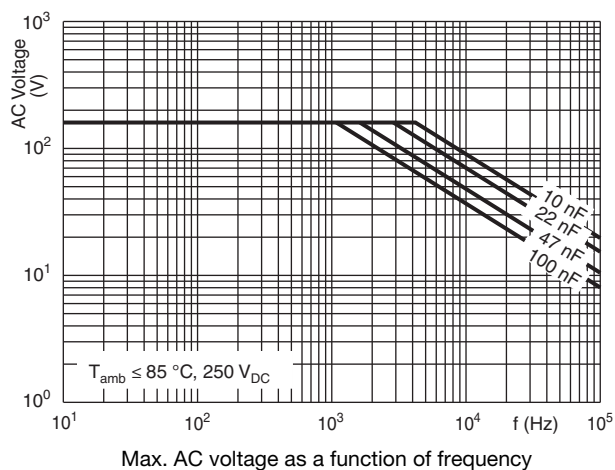 10³
AC Voltage
(V)
10²
10¹
10⁰
10 nF
22 nF
47 nF
100 nF
T_amb ≤ 85 °C, 250 V_DC
10¹ 10² 10³ 10⁴ f (Hz) 10⁵
Max. AC voltage as a function of frequency